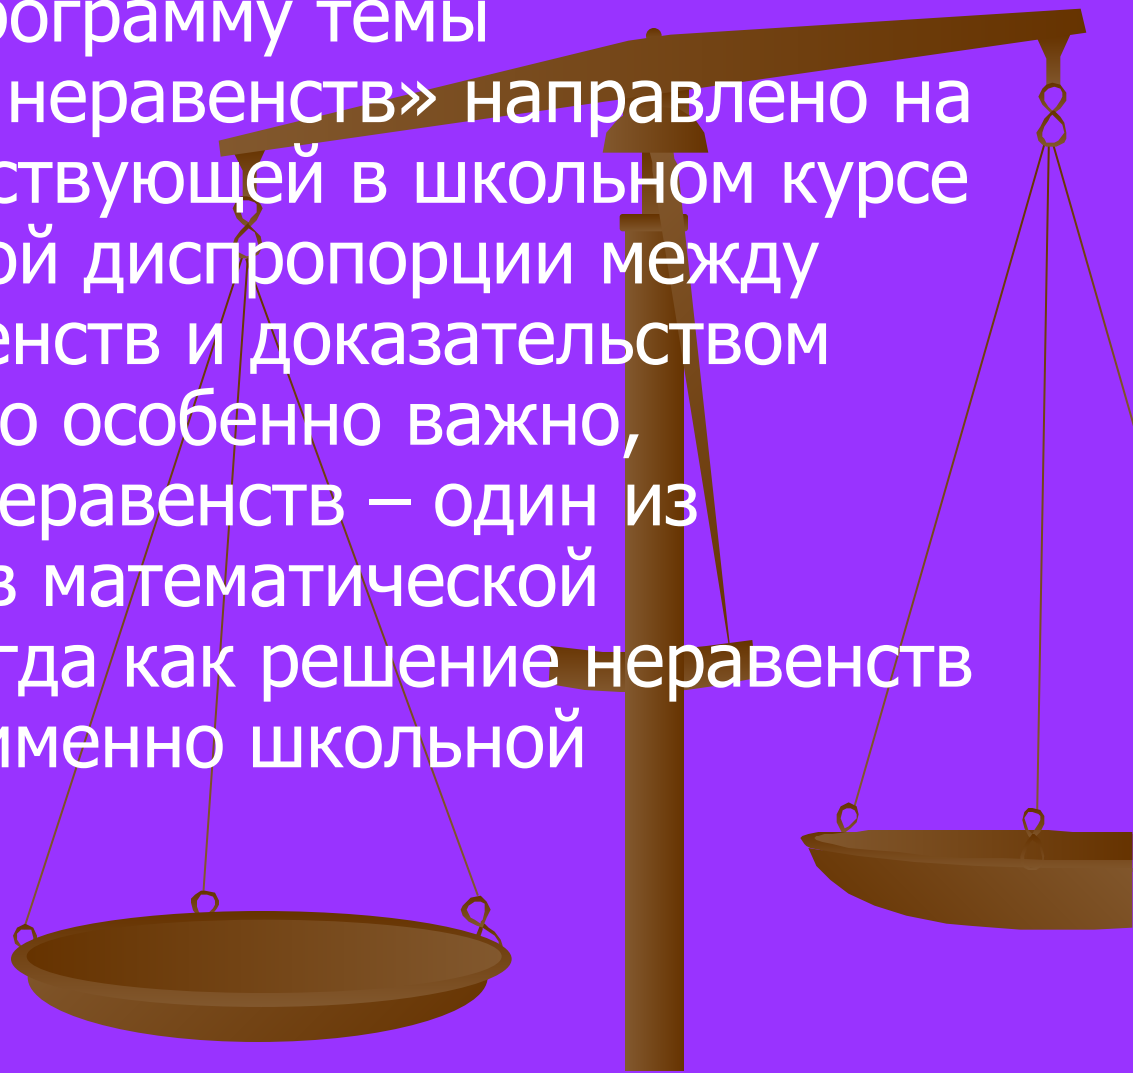 рограмму темы
неравенств» направлено на
ствующей в школьном курсе
ой диспропорции между
енств и доказательством
о особенно важно,
еравенств – один из
в математической
гда как решение неравенств
именно школьной